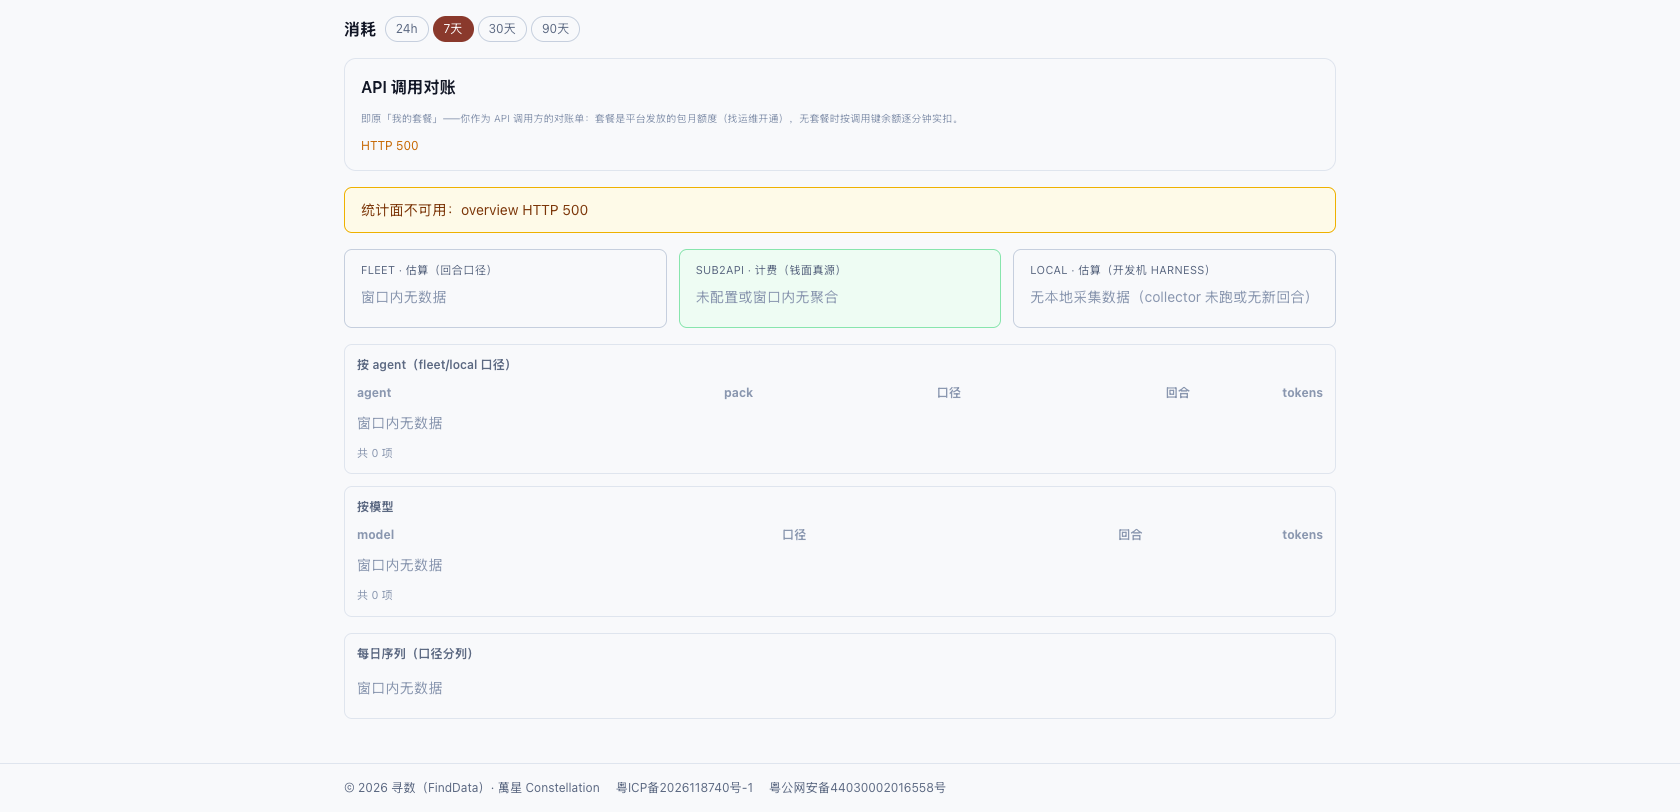 消耗 24h 7天 30天 90天
API 调用对账
即原「我的套餐」——你作为 API 调用方的对账单：套餐是平台发放的包月额度（找运维开通），无套餐时按调用键余额逐分钟实扣。
HTTP 500
统计面不可用：overview HTTP 500
FLEET · 估算（回合口径）
窗口内无数据
SUB2API · 计费（钱面真源）
未配置或窗口内无聚合
LOCAL · 估算（开发机 HARNESS）
无本地采集数据（collector 未跑或无新回合）
按 agent（fleet/local 口径）
agent pack 口径 回合 tokens
窗口内无数据
共 0 项
按模型
model 口径 回合 tokens
窗口内无数据
共 0 项
每日序列（口径分列）
窗口内无数据
© 2026 寻数（FindData）· 萬星 Constellation 粤ICP备2026118740号-1 粤公网安备44030002016558号